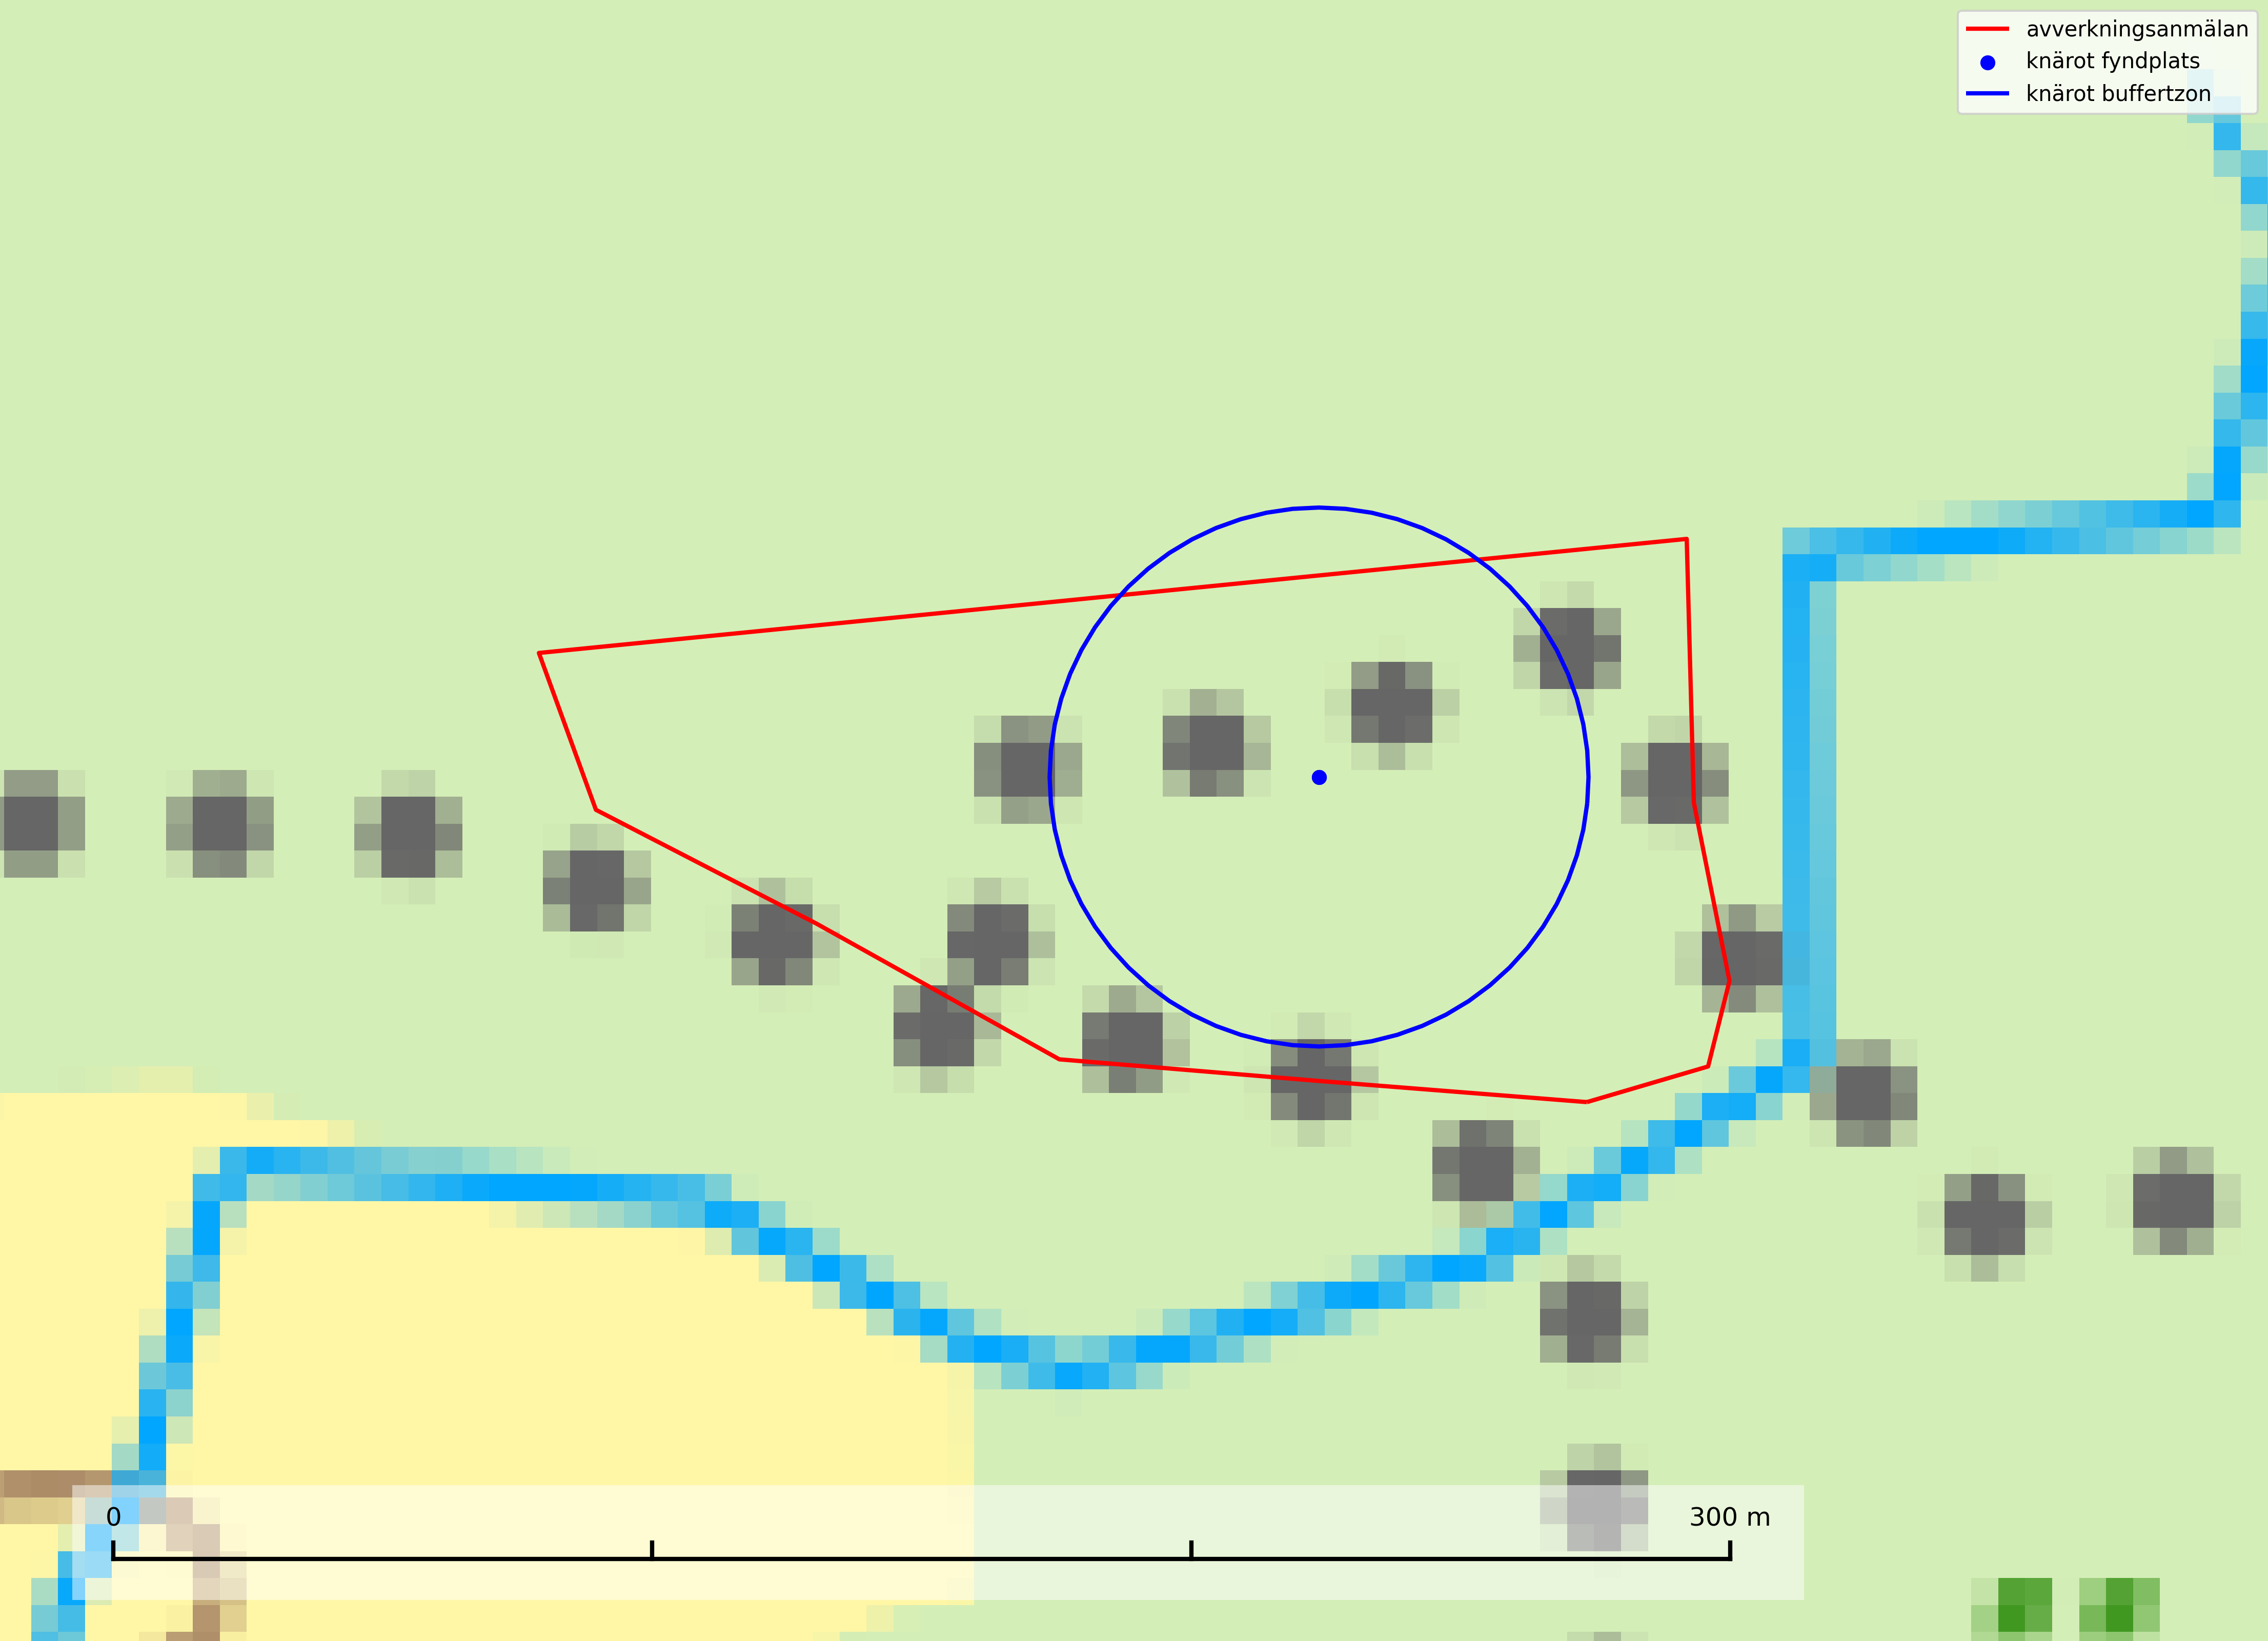 avverkningsanmälan
knärot fyndplats
knärot buffertzon
0
300 m